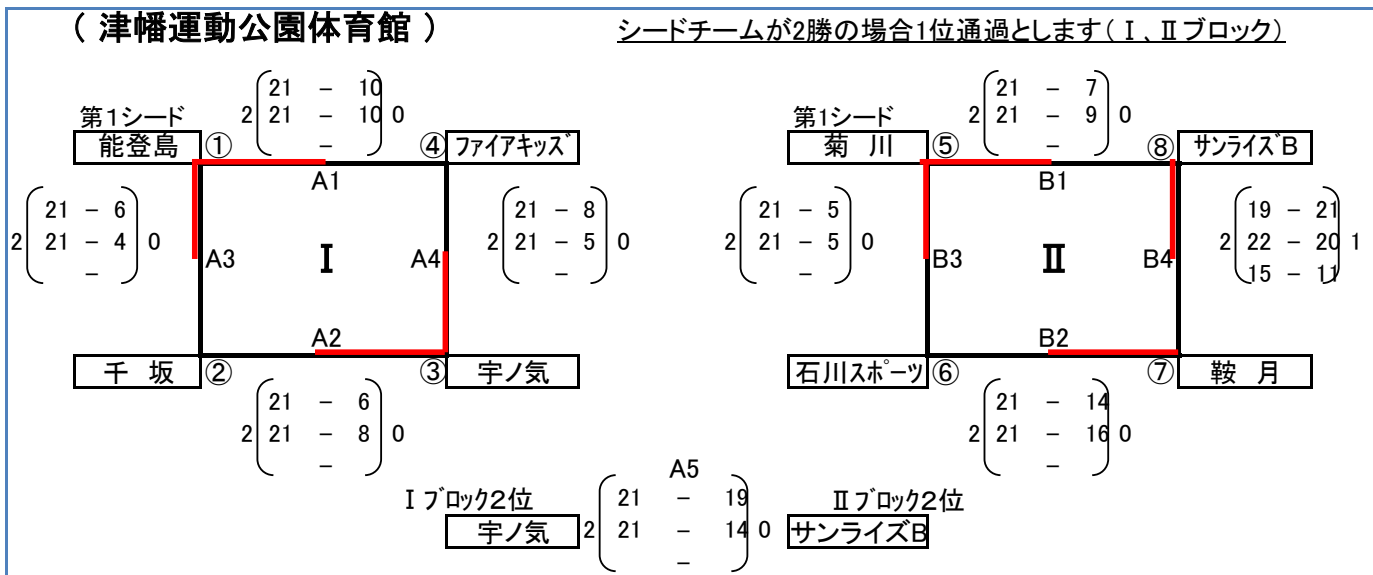 ( 津幡運動公園体育館 )
シードチームが2勝の場合1位通過とします(Ⅰ、Ⅱブロック)
21 － 10
2 21 － 10 0
－
第1シード
能登島 ①
④ ファイアキッズ
A1
21 － 6
2 21 － 4 0
－
A3
Ⅰ
A4
21 － 8
2 21 － 5 0
－
A2
千 坂 ②
③ 宇ノ気
21 － 6
2 21 － 8 0
－
21 － 7
2 21 － 9 0
－
第1シード
菊 川 ⑤
⑧ サンライズB
B1
21 － 5
2 21 － 5 0
－
B3
Ⅱ
B4
19 － 21
2 22 － 20 1
15 － 11
B2
石川スポーツ ⑥
⑦ 鞍 月
21 － 14
2 21 － 16 0
－
A5
Ⅰブロック2位
Ⅱブロック2位
21 － 19
宇ノ気 2 21 － 14 0 サンライズB
－